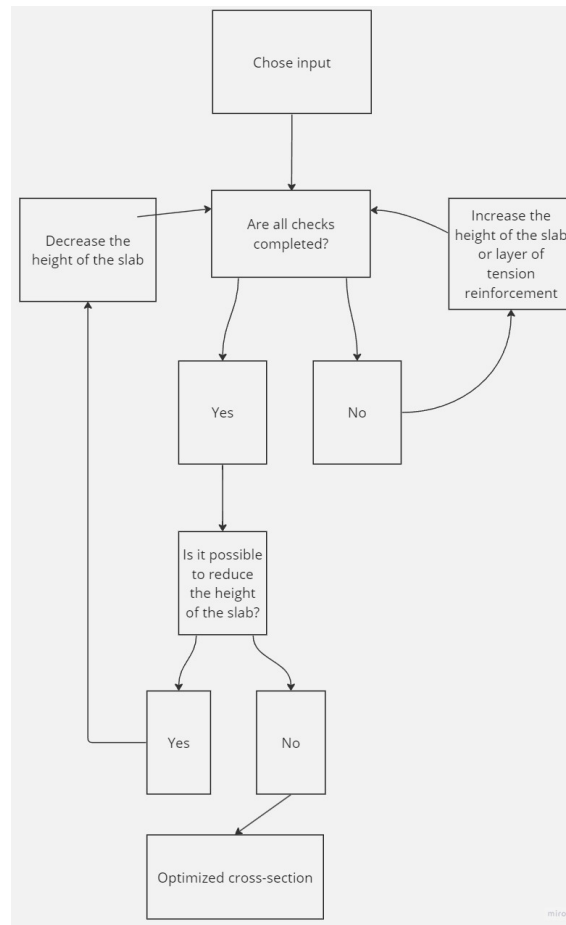 Chose input
Are all checks
completed?
Decrease the
height of the slab
Increase the
height of the slab
or layer of
tension
reinforcement
Yes
No
Is it possible
to reduce
the height
of the slab?
Yes
No
Optimized cross-section
miro